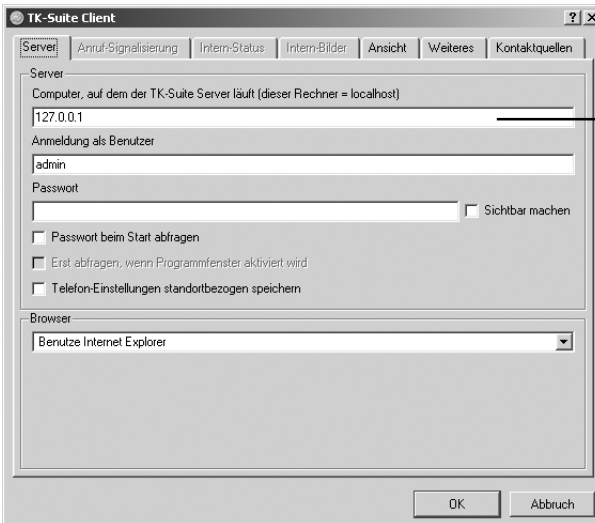 TK-Suite Client
Server Anruf-Signalisierung Intern-Status Intern-Bilder Ansicht Weiteres Kontaktquellen
Server
Computer, auf dem der TK-Suite Server läuft (dieser Rechner = localhost)
127.0.0.1
Anmeldung als Benutzer
admin
Passwort
Sichtbar machen
Passwort beim Start abfragen
Erst abfragen, wenn Programmfenster aktiviert wird
Telefon-Einstellungen standortbezogen speichern
Browser
Benutze Internet Explorer
OK Abbruch